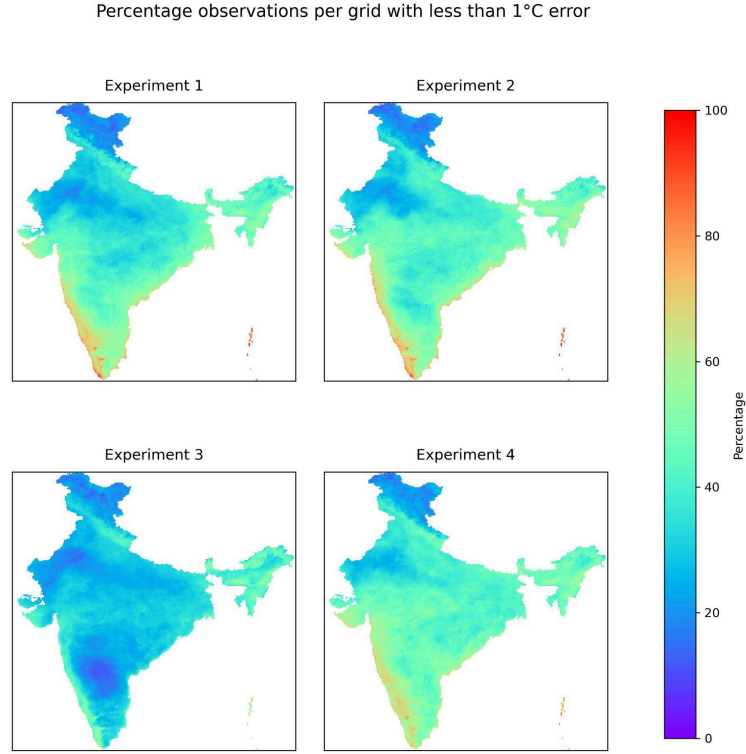 Percentage observations per grid with less than 1°C error
Experiment 1
Experiment 2
100
80
60
40
20
0
Percentage
Experiment 3
Experiment 4